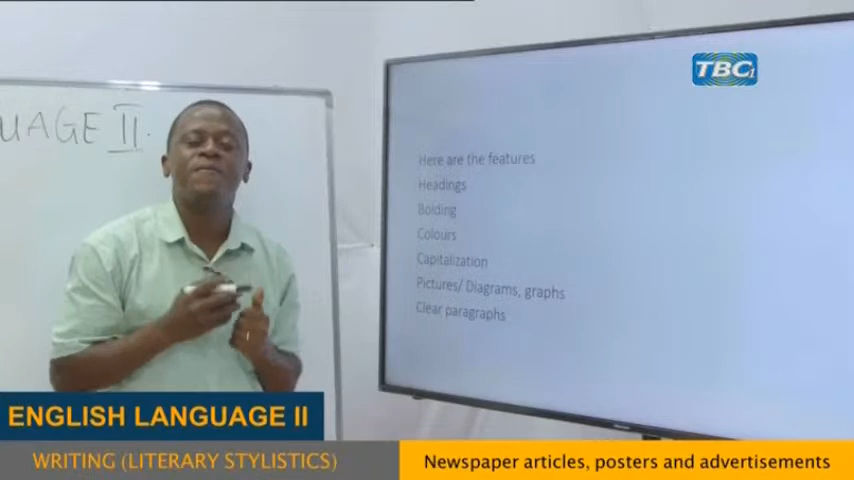 UAGE II.
TBC1
Here are the features
Headings
Bolding
Colours
Capitalization
Pictures/ Diagrams, graphs
Clear paragraphs
ENGLISH LANGUAGE II
WRITING (LITERARY STYLISTICS)
Newspaper articles, posters and advertisements